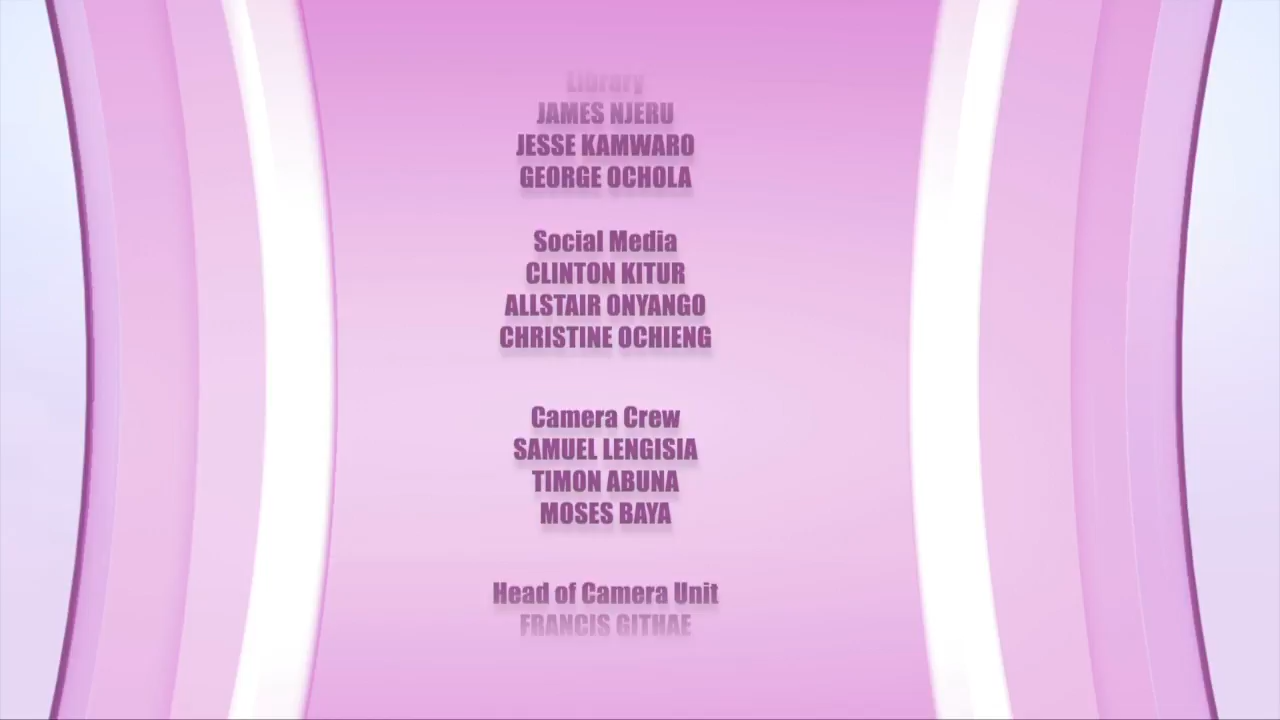 Library
JAMES NJERU
JESSE KAMWARO
GEORGE OCHOLA
Social Media
CLINTON KITUR
ALLSTAIR ONYANGO
CHRISTINE OCHIENG
Camera Crew
SAMUEL LENGISIA
TIMON ABUNA
MOSES BAYA
Head of Camera Unit
FRANCIS GITHAE